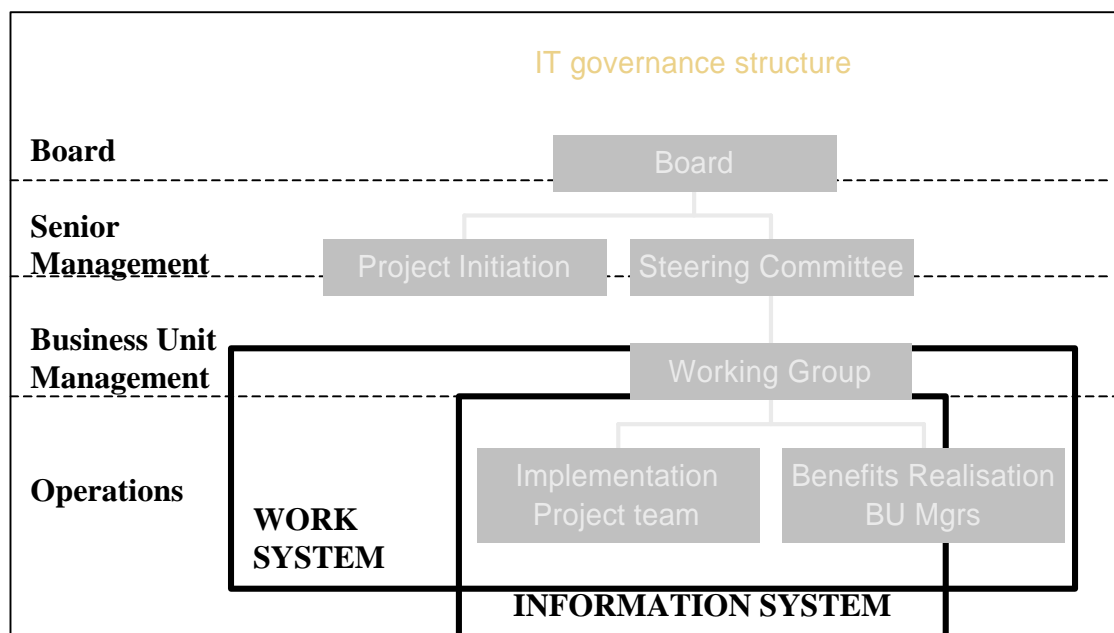 IT governance structure
Board
Board
Senior
Management
Project Initiation
Steering Committee
Business Unit
Management
Working Group
Operations
Implementation
Project team
Benefits Realisation
BU Mgrs
WORK
SYSTEM
INFORMATION SYSTEM